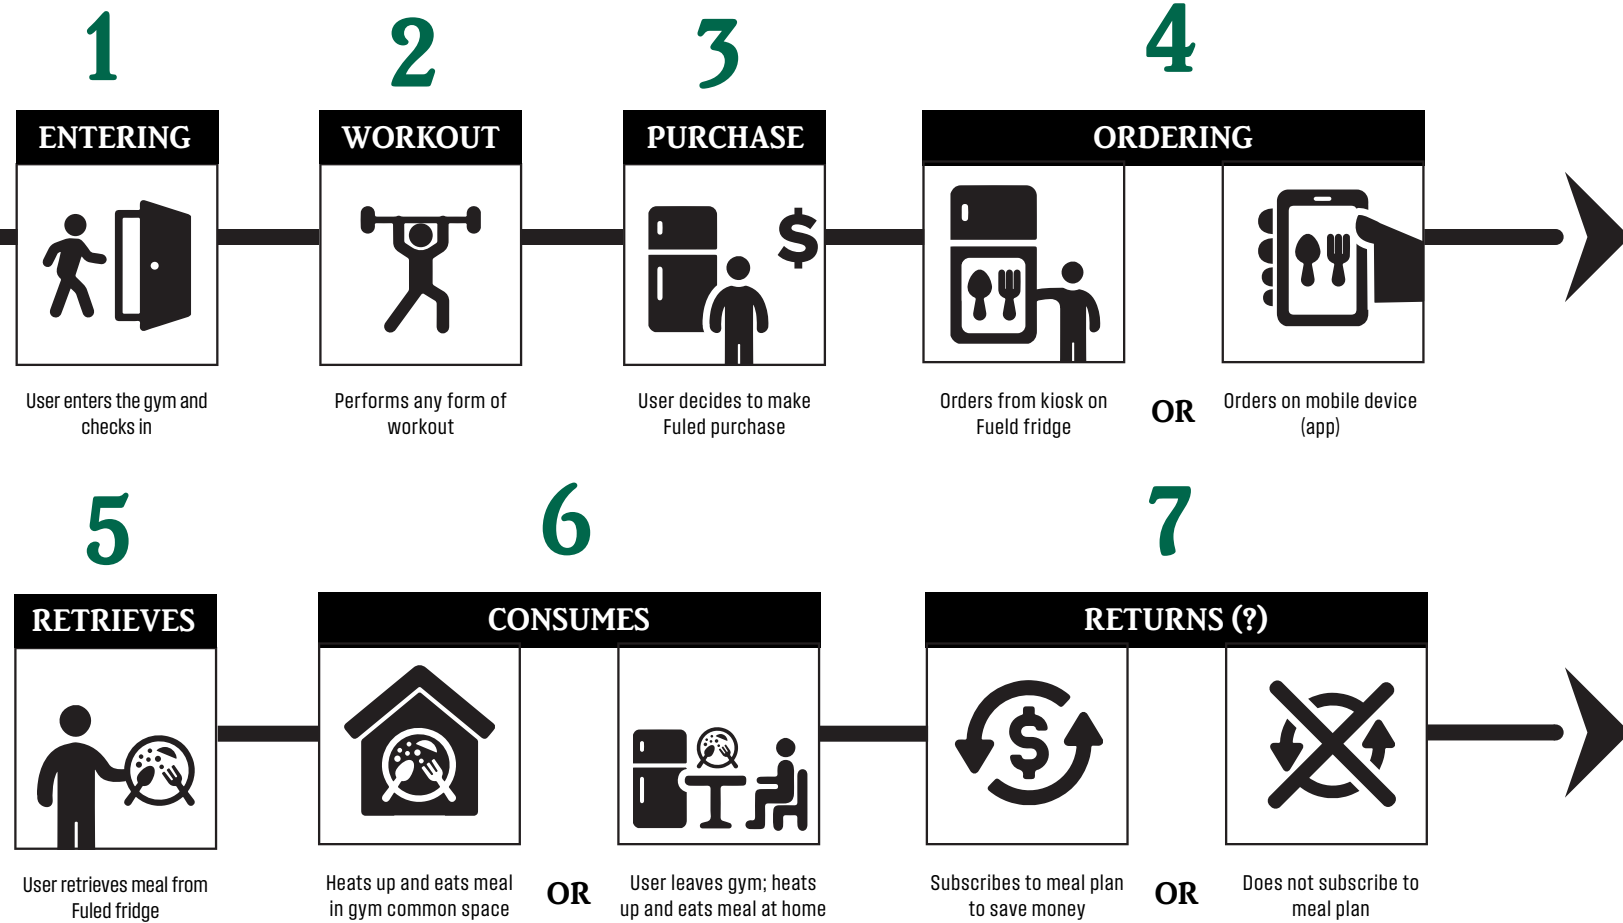 1
2
3
4
ENTERING
WORKOUT
PURCHASE
ORDERING
$
User enters the gym and
checks in
Performs any form of
workout
User decides to make
Fuled purchase
Orders from kiosk on
Fueld fridge
OR
Orders on mobile device
(app)
5
6
7
RETRIEVES
CONSUMES
RETURNS (?)
$
User retrieves meal from
Fuled fridge
Heats up and eats meal
in gym common space
OR
User leaves gym; heats
up and eats meal at home
Subscribes to meal plan
to save money
OR
Does not subscribe to
meal plan